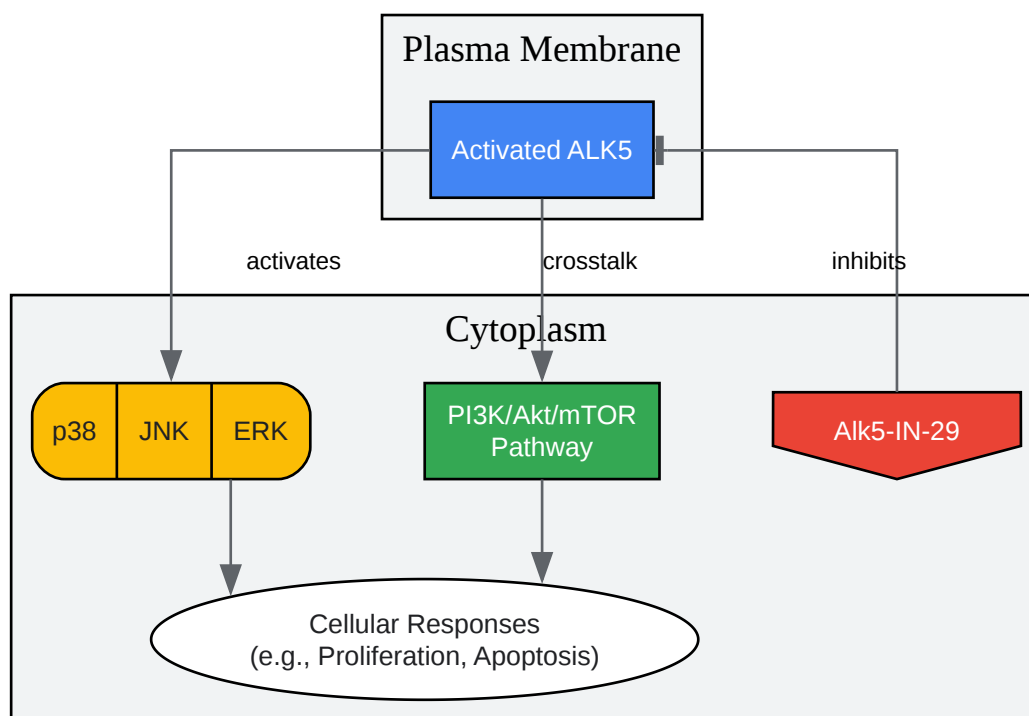 Plasma Membrane
Activated ALK5
activates
crosstalk
inhibits
Cytoplasm
p38
JNK
ERK
PI3K/Akt/mTOR
Pathway
Alk5-IN-29
Cellular Responses
(e.g., Proliferation, Apoptosis)